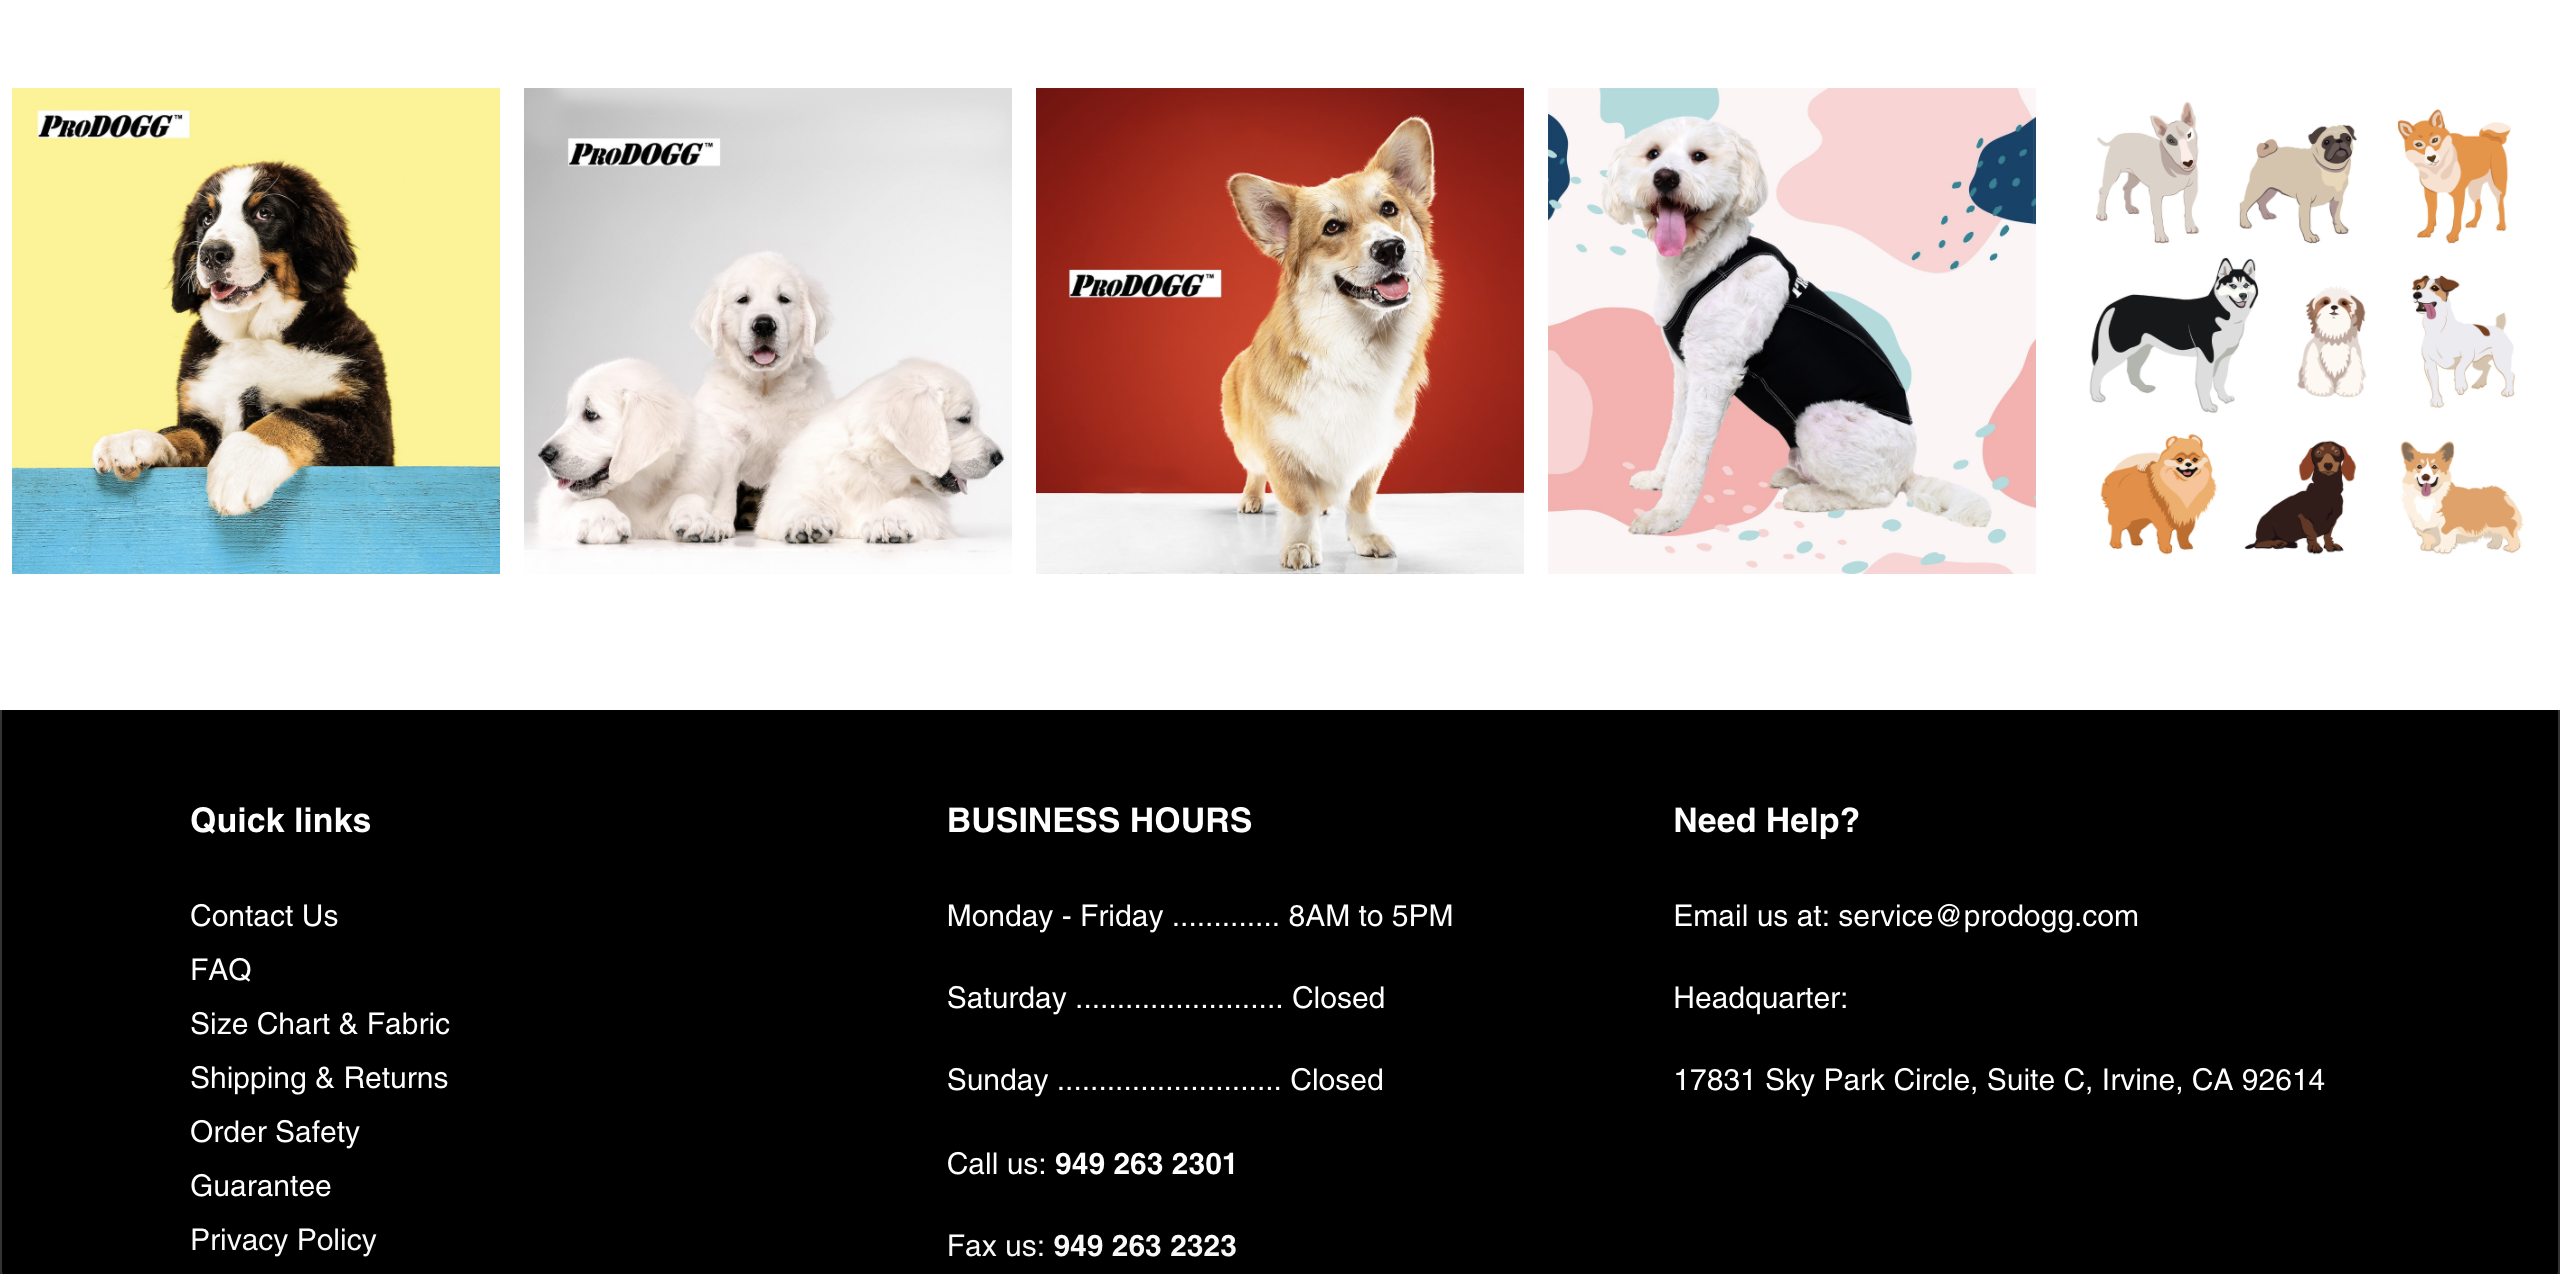 PRODOGG™
PRODOGG™
PRODOGG™
Quick links
Contact Us
FAQ
Size Chart & Fabric
Shipping & Returns
Order Safety
Guarantee
Privacy Policy
BUSINESS HOURS
Monday - Friday ............. 8AM to 5PM
Saturday ......................... Closed
Sunday ........................... Closed
Call us: 949 263 2301
Fax us: 949 263 2323
Need Help?
Email us at: service@prodogg.com
Headquarter:
17831 Sky Park Circle, Suite C, Irvine, CA 92614